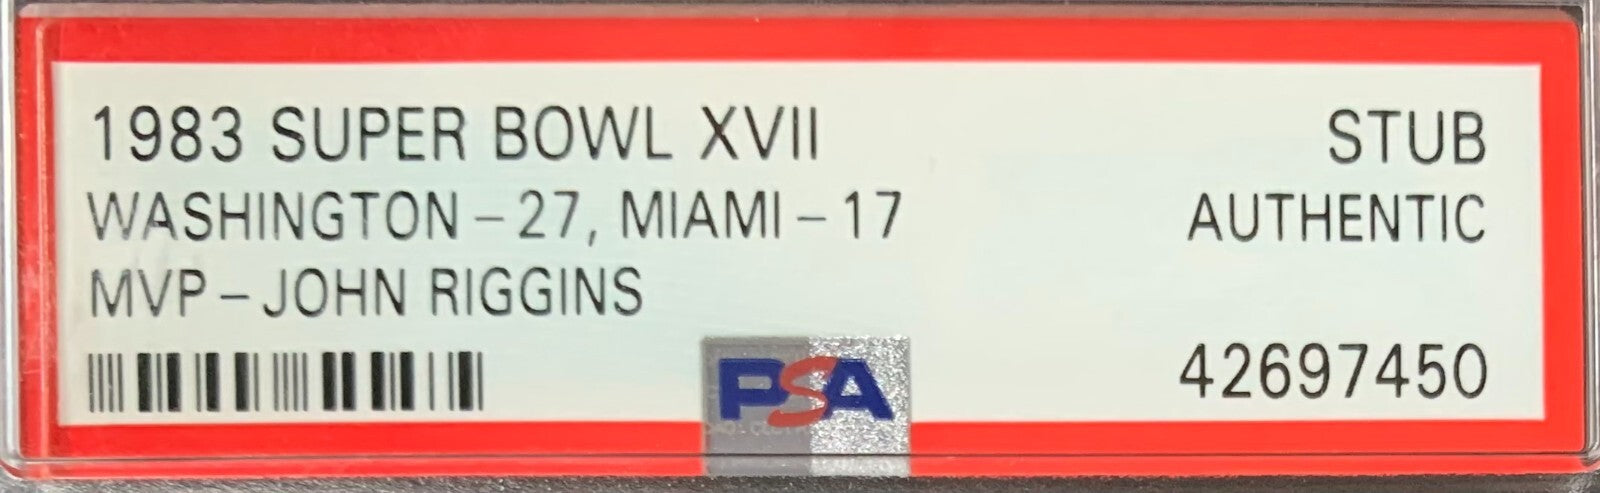 1983 SUPER BOWL XVII STUB
WASHINGTON – 27, MIAMI – 17 AUTHENTIC
MVP – JOHN RIGGINS
PSA 42697450